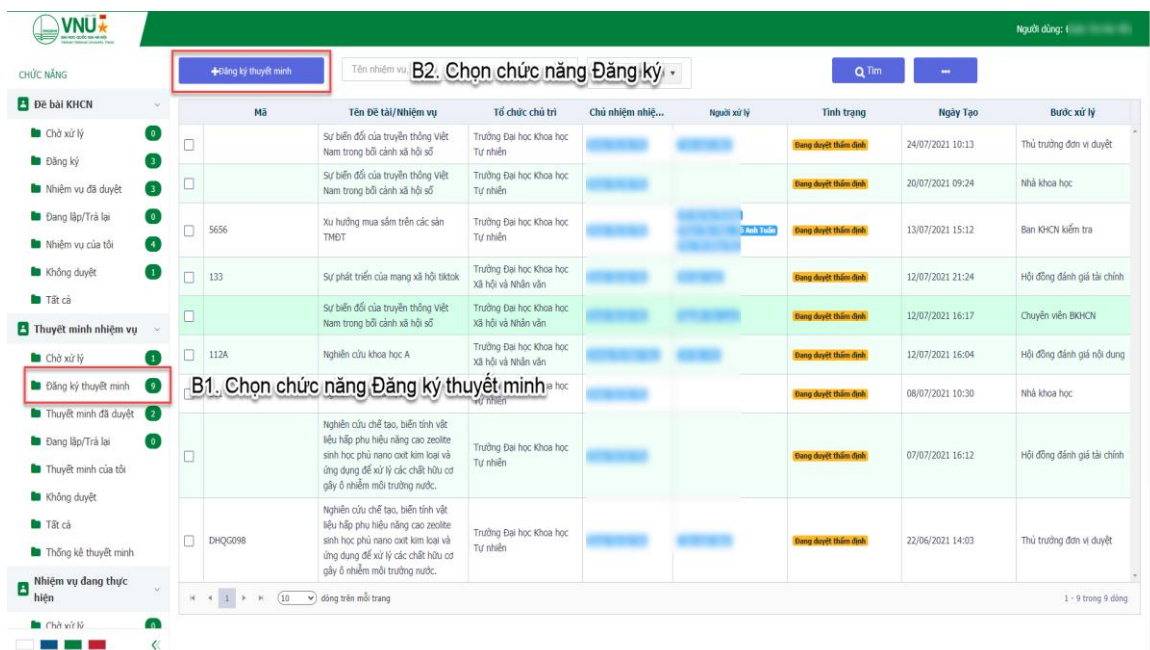 VNU
ĐẠI HỌC QUỐC GIA HÀ NỘI
Vietnam National University, Hanoi
Người dùng:
CHỨC NĂNG
+Đăng ký thuyết minh
Tên nhiệm vụ
B2. Chọn chức năng Đăng ký
Tìm
Đề bài KHCN
Chờ xử lý 0
Đăng ký 3
Nhiệm vụ đã duyệt 3
Đang lập/Trả lại 0
Nhiệm vụ của tôi 4
Không duyệt 1
Tất cả
Thuyết minh nhiệm vụ
Chờ xử lý 1
Đăng ký thuyết minh 9
Thuyết minh đã duyệt 2
Đang lập/Trả lại 0
Thuyết minh của tôi
Không duyệt
Tất cả
Thống kê thuyết minh
Nhiệm vụ đang thực
hiện
Chờ xử lý 0
Mã Tên Đề tài/Nhiệm vụ Tổ chức chủ trì Chủ nhiệm nhiệ... Người xử lý Tình trạng Ngày Tạo Bước xử lý
Sự biến đổi của truyền thông Việt
Nam trong bối cảnh xã hội số
Trường Đại học Khoa học
Tự nhiên
Đang duyệt thẩm định 24/07/2021 10:13 Thủ trưởng đơn vị duyệt
Sự biến đổi của truyền thông Việt
Nam trong bối cảnh xã hội số
Trường Đại học Khoa học
Tự nhiên
Đang duyệt thẩm định 20/07/2021 09:24 Nhà khoa học
5656
Xu hướng mua sắm trên các sàn
TMĐT
Trường Đại học Khoa học
Tự nhiên
Anh Tuấn
Đang duyệt thẩm định 13/07/2021 15:12 Ban KHCN kiểm tra
133
Sự phát triển của mạng xã hội tiktok
Trường Đại học Khoa học
Xã hội và Nhân văn
Đang duyệt thẩm định 12/07/2021 21:24 Hội đồng đánh giá tài chính
Sự biến đổi của truyền thông Việt
Nam trong bối cảnh xã hội số
Trường Đại học Khoa học
Xã hội và Nhân văn
Đang duyệt thẩm định 12/07/2021 16:17 Chuyên viên BKHCN
112A
Nghiên cứu khoa học A
Trường Đại học Khoa học
Xã hội và Nhân văn
Đang duyệt thẩm định 12/07/2021 16:04 Hội đồng đánh giá nội dung
B1. Chọn chức năng Đăng ký thuyết minh
học
Tự nhiên
Đang duyệt thẩm định 08/07/2021 10:30 Nhà khoa học
Nghiên cứu chế tạo, biến tính vật
liệu hấp phụ hiệu năng cao zeolite
sinh học phủ nano oxit kim loại và
ứng dụng để xử lý các chất hữu cơ
gây ô nhiễm môi trường nước.
Trường Đại học Khoa học
Tự nhiên
Đang duyệt thẩm định 07/07/2021 16:12 Hội đồng đánh giá tài chính
DHQG098
Nghiên cứu chế tạo, biến tính vật
liệu hấp phụ hiệu năng cao zeolite
sinh học phủ nano oxit kim loại và
ứng dụng để xử lý các chất hữu cơ
gây ô nhiễm môi trường nước.
Trường Đại học Khoa học
Tự nhiên
Đang duyệt thẩm định 22/06/2021 14:03 Thủ trưởng đơn vị duyệt
1 10 dòng trên mỗi trang
1 - 9 trong 9 dòng